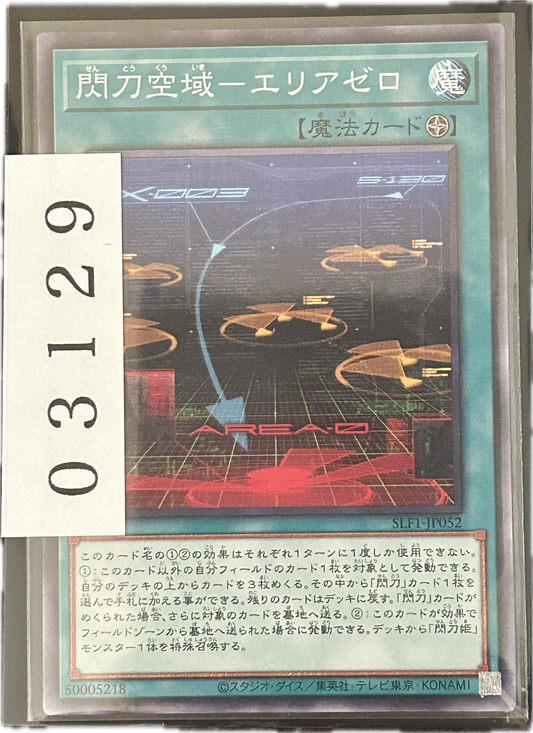 閃刀空域−エリアゼロ
魔
【魔法カード】
X-003
S-130
AREA-0
03129
SLF1-JP052
このカード名の①②の効果はそれぞれ1ターンに1度しか使用できない。
①:このカード以外の自分フィールドのカード1枚を対象として発動できる。
自分のデッキの上からカードを3枚めくる。その中から「閃刀」カード1枚を
選んで手札に加える事ができる。残りのカードはデッキに戻す。「閃刀」カードが
めくられた場合、さらに対象のカードを墓地へ送る。②:このカードが効果で
フィールドゾーンから墓地へ送られた場合に発動できる。デッキから「閃刀姫」
モンスター1体を特殊召喚する。
S0005218
©スタジオ・ダイス/集英社・テレビ東京・KONAMI